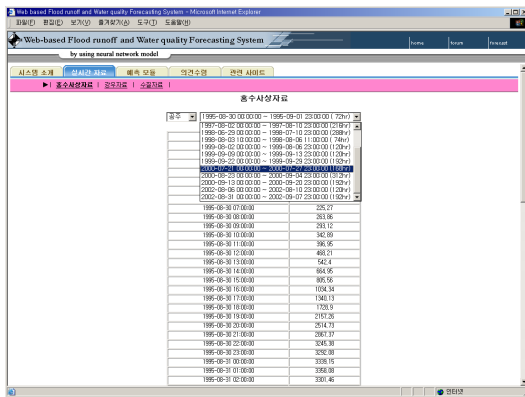 Web based Flood runoff and Water quality Forecasting System - Microsoft Internet Explorer
파일(F) 편집(E) 보기(V) 즐겨찾기(A) 도구(T) 도움말(H)
Web-based Flood runoff and Water quality Forecasting System
home forum forecast
by using neural network model
시스템 소개 실시간 자료 예측 모듈 의견수렴 관련 사이트
▶| 홍수사상자료 | 강우자료 | 수질자료 |
홍수사상자료
공주 1995-08-30 00:00:00 ~ 1995-09-01 23:00:00 ( 72hr)
1997-08-02 00:00:00 ~ 1997-08-10 23:00:00 (216hr)
1998-06-29 00:00:00 ~ 1998-07-10 23:00:00 (288hr)
1998-08-03 10:00:00 ~ 1998-08-06 11:00:00 ( 74hr)
1999-08-02 00:00:00 ~ 1999-08-06 23:00:00 (120hr)
1999-09-09 00:00:00 ~ 1999-09-13 23:00:00 (120hr)
1999-09-22 00:00:00 ~ 1999-09-29 23:00:00 (192hr)
2000-07-21 00:00:00 ~ 2000-07-27 23:00:00 (168hr)
2000-08-23 04:00:00 ~ 2000-09-04 23:00:00 (312hr)
2000-09-13 00:00:00 ~ 2000-09-20 23:00:00 (192hr)
2002-08-06 00:00:00 ~ 2002-08-10 23:00:00 (120hr)
2002-08-31 00:00:00 ~ 2002-09-07 23:00:00 (192hr)
1995-08-30 07:00:00 225,27
1995-08-30 08:00:00 263,86
1995-08-30 09:00:00 293,12
1995-08-30 10:00:00 342,89
1995-08-30 11:00:00 396,95
1995-08-30 12:00:00 468,21
1995-08-30 13:00:00 542,4
1995-08-30 14:00:00 664,95
1995-08-30 15:00:00 805,56
1995-08-30 16:00:00 1034,34
1995-08-30 17:00:00 1340,13
1995-08-30 18:00:00 1728,9
1995-08-30 19:00:00 2157,26
1995-08-30 20:00:00 2514,73
1995-08-30 21:00:00 2867,37
1995-08-30 22:00:00 3245,38
1995-08-30 23:00:00 3292,08
1995-08-31 00:00:00 3339,15
1995-08-31 01:00:00 3358,08
1995-08-31 02:00:00 3301,46
인터넷